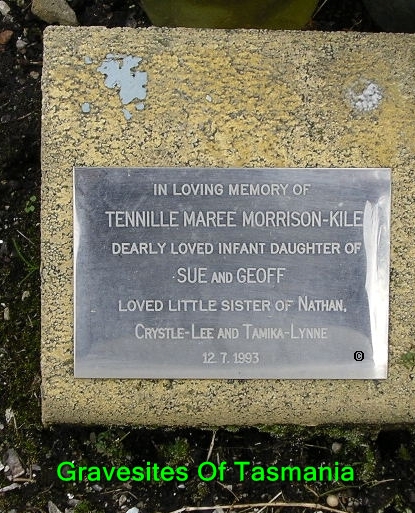 IN LOVING MEMORY OF
TENNILLE MAREE MORRISON-KILE
DEARLY LOVED INFANT DAUGHTER OF
SUE AND GEOFF
LOVED LITTLE SISTER OF NATHAN,
CRYSTLE-LEE AND TAMIKA-LYNNE
12.7.1993
©
Gravesites Of Tasmania